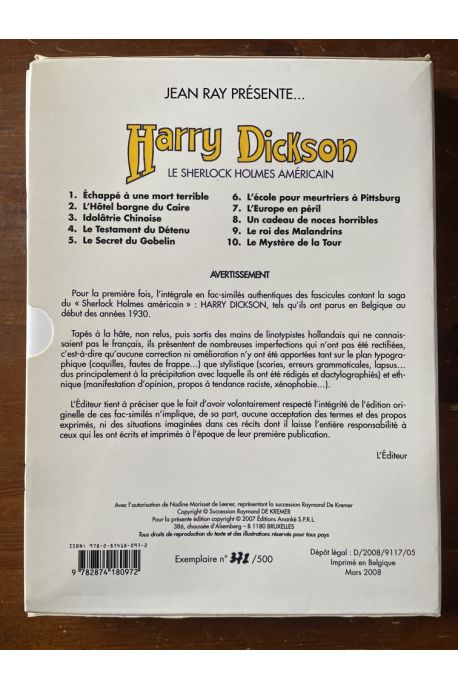 JEAN RAY PRÉSENTE...
Harry Dickson
LE SHERLOCK HOLMES AMÉRICAIN
1. Échappé à une mort terrible
2. L'Hôtel borgne du Caire
3. Idolâtrie Chinoise
4. Le Testament du Détenu
5. Le Secret du Gobelin
6. L'école pour meurtriers à Pittsburg
7. L'Europe en péril
8. Un cadeau de noces horribles
9. Le roi des Malandrins
10. Le Mystère de la Tour
AVERTISSEMENT
Pour la première fois, l'intégrale en fac-similés authentiques des fascicules contant la saga
du « Sherlock Holmes américain » : HARRY DICKSON, tels qu'ils ont parus en Belgique au
début des années 1930.
Tapés à la hâte, non relus, puis sortis des mains de linotypistes hollandais qui ne connais-
saient pas le français, ils présentent de nombreuses imperfections qui n'ont pas été rectifiées,
c'est-à-dire qu'aucune correction ni amélioration n'y ont été apportées tant sur le plan typogra-
phique (coquilles, fautes de frappe...) que stylistique (scories, erreurs grammaticales, lapsus...
dus principalement à la précipitation avec laquelle ils ont été rédigés et dactylographiés) et eth-
nique (manifestation d'opinion, propos à tendance raciste, xénophobie...).
L'Éditeur tient à préciser que le fait d'avoir volontairement respecté l'intégrité de l'édition ori-
ginelle de ces fac-similés n'implique, de sa part, aucune acceptation des termes et des propos
exprimés, ni des situations imaginées dans ces récits dont il laisse l'entière responsabilité à
ceux qui les ont écrits et imprimés à l'époque de leur première publication.
L'Éditeur
Avec l'autorisation de Nadine Morisset de Leener, représentant la succession Raymond De Kremer
Copyright © Succession Raymond DE KREMER
Pour la présente édition copyright © 2007 Éditions Ananké S.P.R.L.
386, chaussée d'Alsemberg - B 1180 BRUXELLES
Tous droits de reproduction du texte et des illustrations réservés pour tous pays
ISBN: 978-2-87418-097-2
9 782874 180972
Exemplaire n° 372 /500
Dépôt légal : D/2008/9117/05
Imprimé en Belgique
Mars 2008